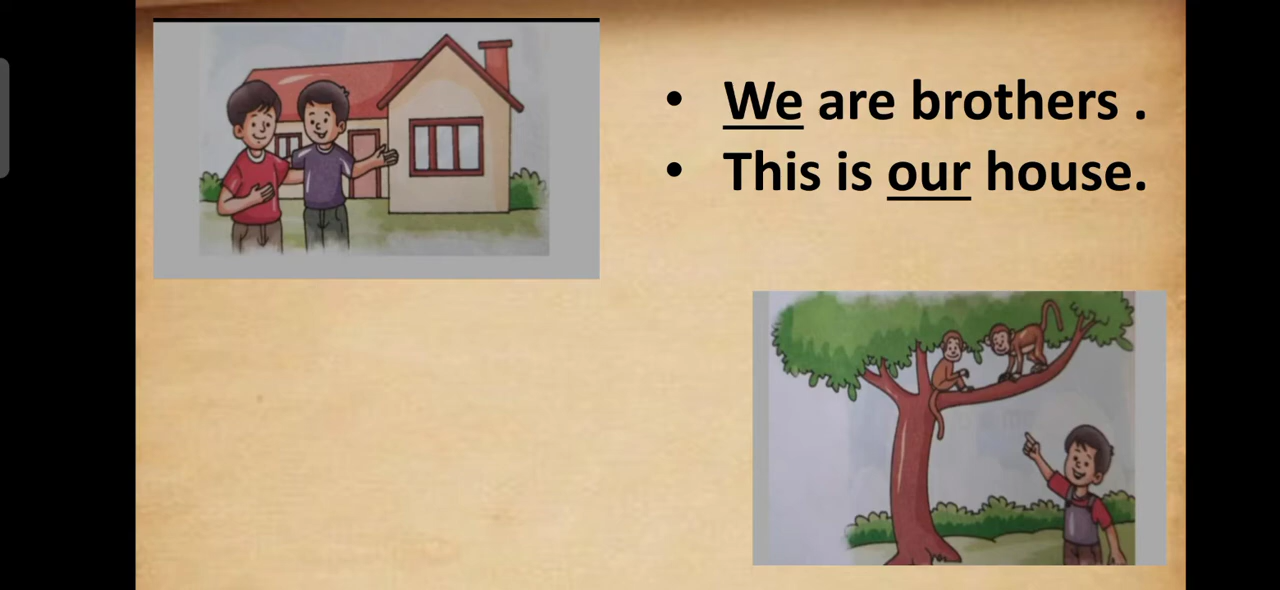 • We are brothers .
• This is our house.